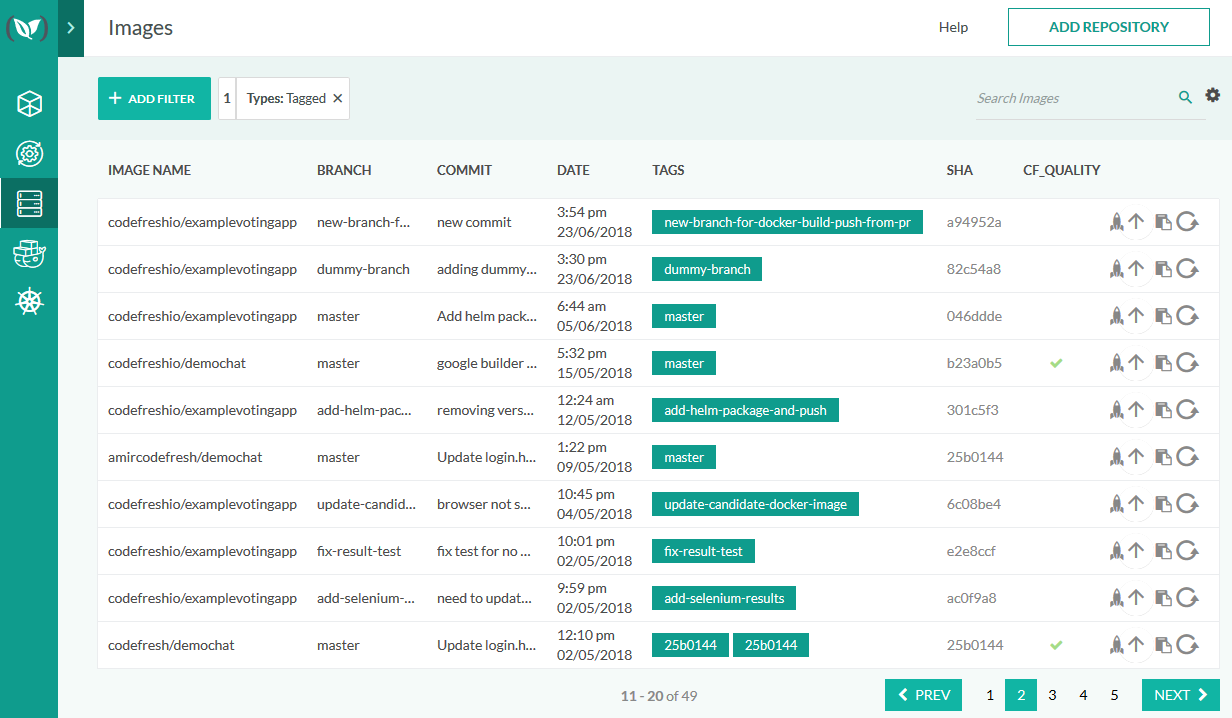 Images
Help
ADD REPOSITORY
ADD FILTER
1
Types: Tagged
Search Images
IMAGE NAME BRANCH COMMIT DATE TAGS SHA CF_QUALITY
codefreshio/examplevotingapp new-branch-f... new commit 3:54 pm 23/06/2018 new-branch-for-docker-build-push-from-pr a94952a
codefreshio/examplevotingapp dummy-branch adding dummy... 3:30 pm 23/06/2018 dummy-branch 82c54a8
codefreshio/examplevotingapp master Add helm pack... 6:44 am 05/06/2018 master 046ddde
codefreshio/demochat master google builder ... 5:32 pm 15/05/2018 master b23a0b5
codefreshio/examplevotingapp add-helm-pac... removing vers... 12:24 am 12/05/2018 add-helm-package-and-push 301c5f3
amircodefresh/demochat master Update login.h... 1:22 pm 09/05/2018 master 25b0144
codefreshio/examplevotingapp update-candid... browser not s... 10:45 pm 04/05/2018 update-candidate-docker-image 6c08be4
codefreshio/examplevotingapp fix-result-test fix test for no ... 10:01 pm 02/05/2018 fix-result-test e2e8ccf
codefreshio/examplevotingapp add-selenium-... need to updat... 9:59 pm 02/05/2018 add-selenium-results ac0f9a8
codefresh/demochat master Update login.h... 12:10 pm 02/05/2018 25b0144 25b0144 25b0144
11 - 20 of 49
PREV 1 2 3 4 5 NEXT